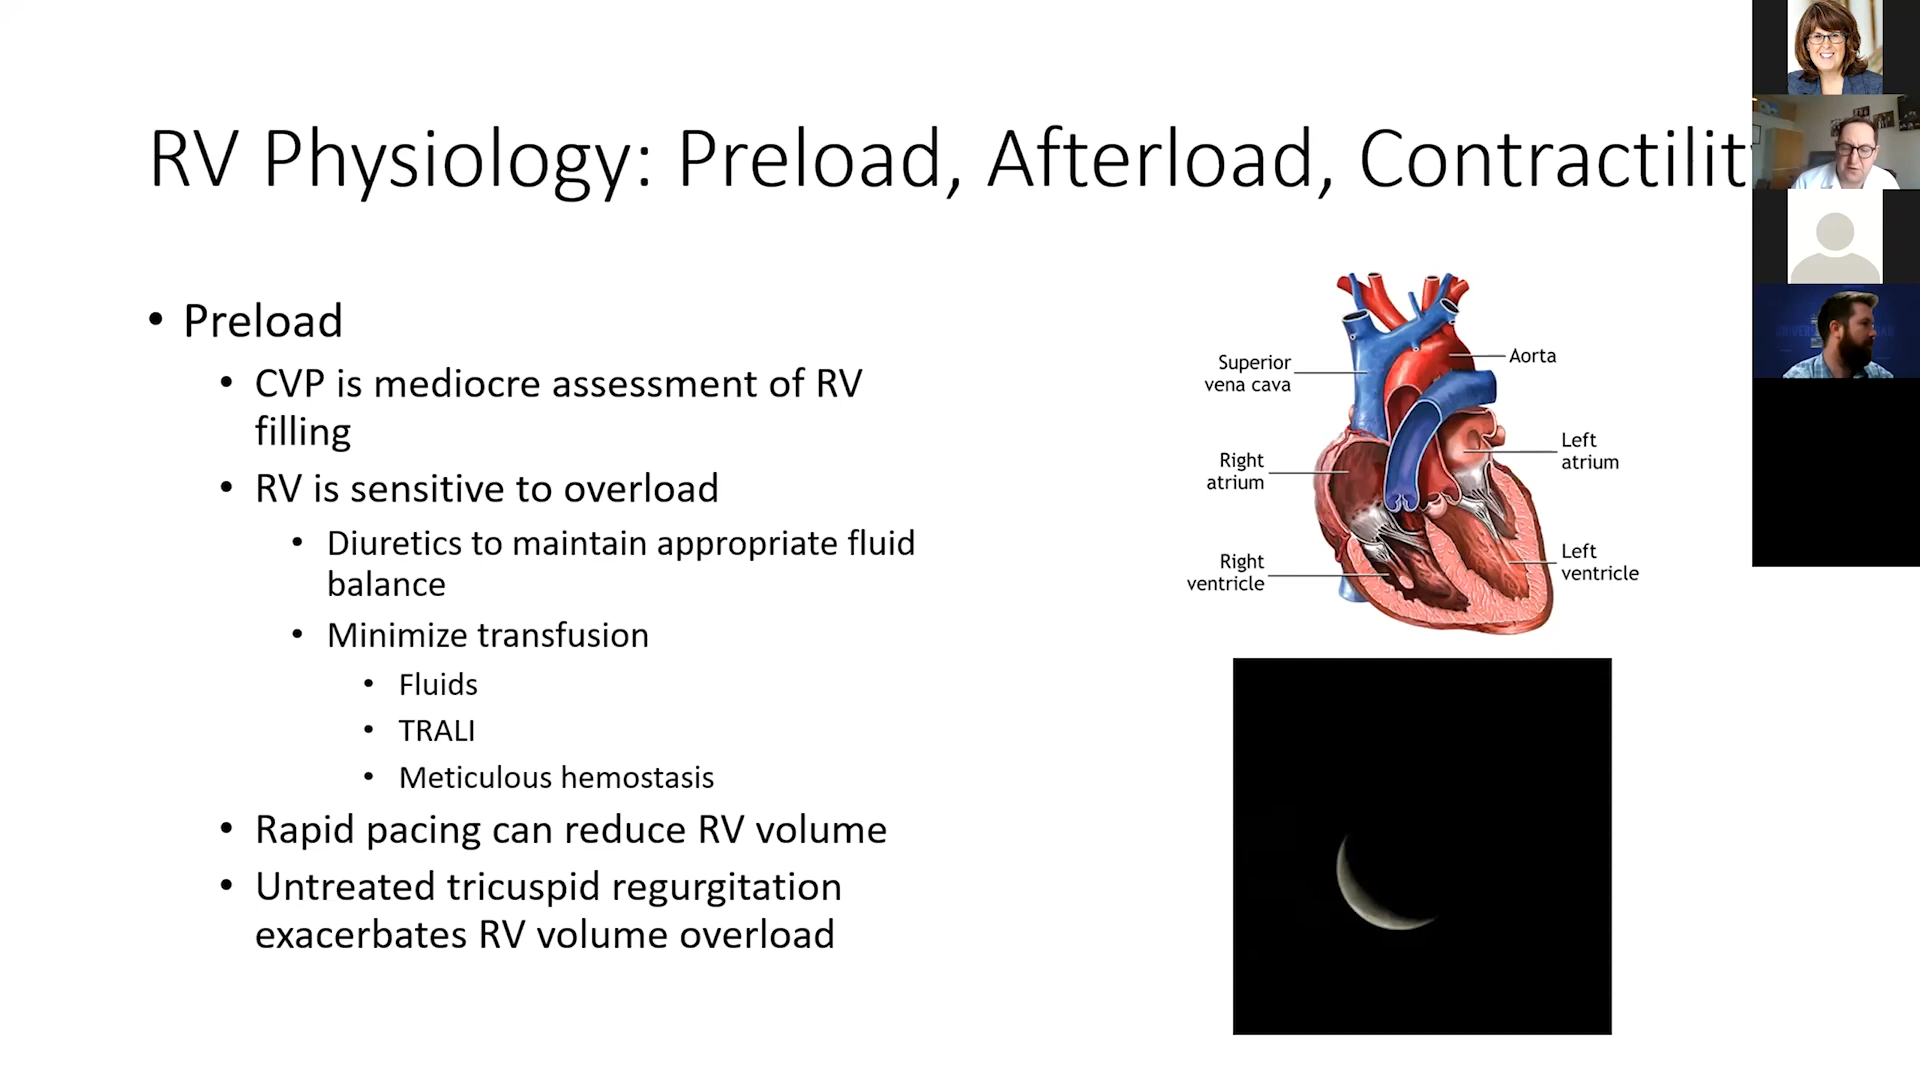 RV Physiology: Preload, Afterload, Contractilit
• Preload
• CVP is mediocre assessment of RV
filling
• RV is sensitive to overload
• Diuretics to maintain appropriate fluid
balance
• Minimize transfusion
• Fluids
• TRALI
• Meticulous hemostasis
• Rapid pacing can reduce RV volume
• Untreated tricuspid regurgitation
exacerbates RV volume overload
Superior
vena cava
Aorta
Left
atrium
Right
atrium
Left
ventricle
Right
ventricle